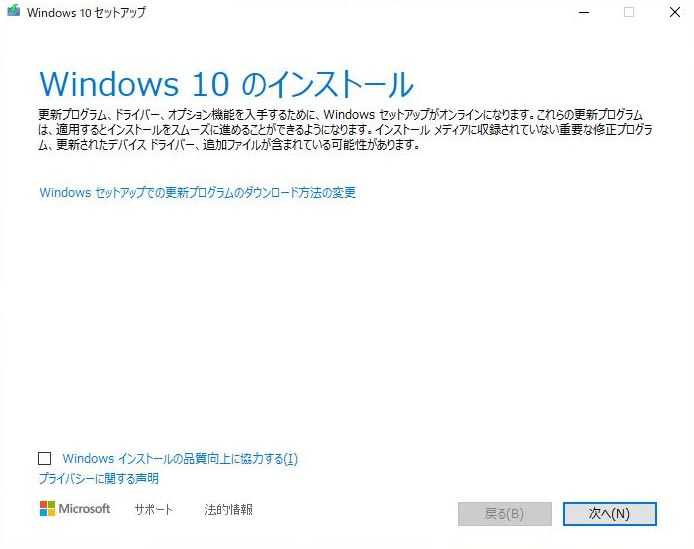 Windows 10 セットアップ
Windows 10 のインストール
更新プログラム、ドライバー、オプション機能を入手するために、Windows セットアップがオンラインになります。これらの更新プログラム
は、適用するとインストールをスムーズに進めることができるようになります。インストール メディアに収録されていない重要な修正プログラ
ム、更新されたデバイス ドライバー、追加ファイルが含まれている可能性があります。
Windows セットアップでの更新プログラムのダウンロード方法の変更
Windows インストールの品質向上に協力する(I)
プライバシーに関する声明
Microsoft サポート 法的情報 戻る(B) 次へ(N)